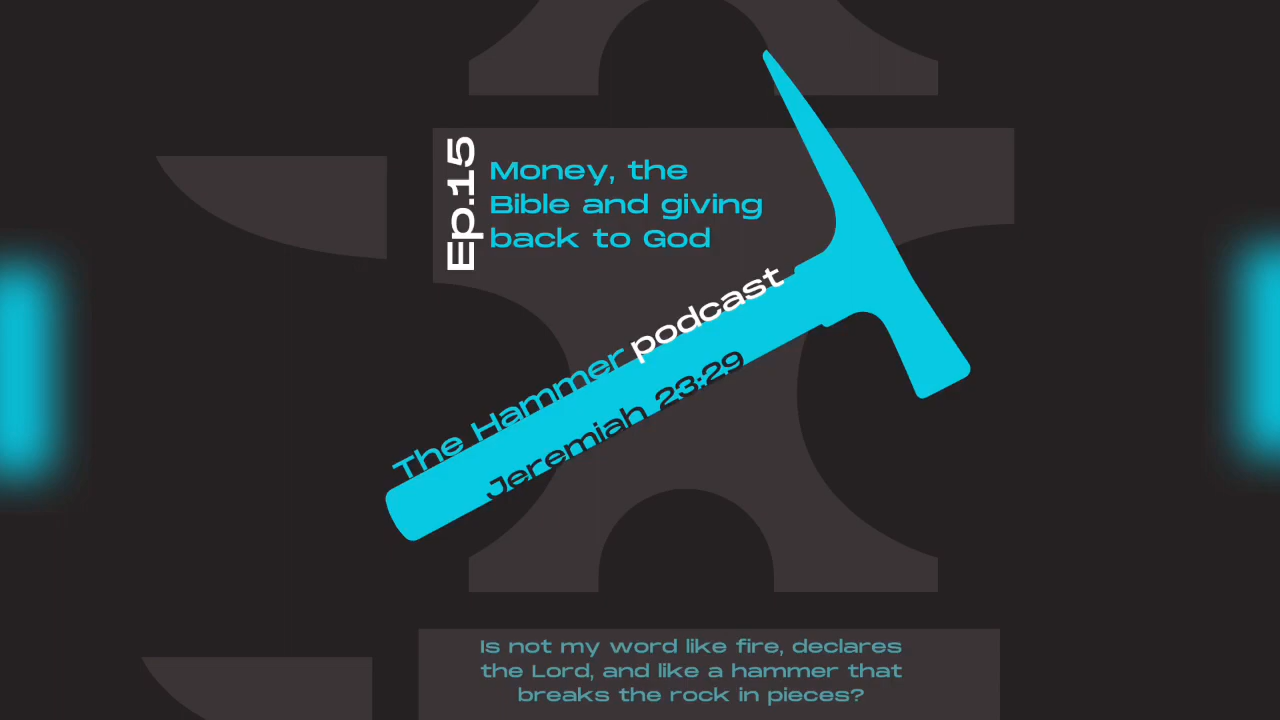 Ep.15
Money, the
Bible and giving
back to God
The Hammer podcast
Jeremiah 23:29
Is not my word like fire, declares
the Lord, and like a hammer that
breaks the rock in pieces?